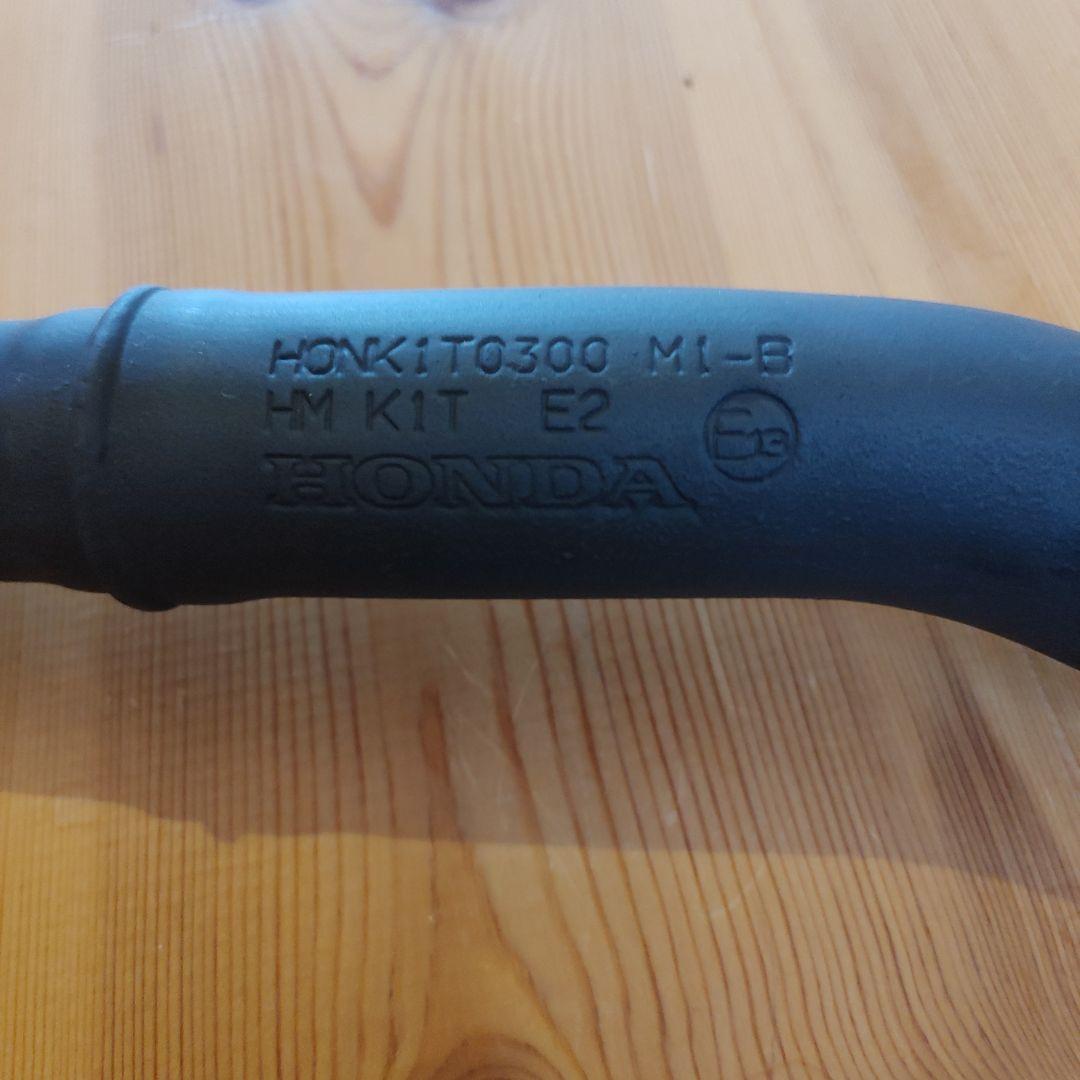 HONK1T0300 M1-B
HM K1T E2
E13
HONDA